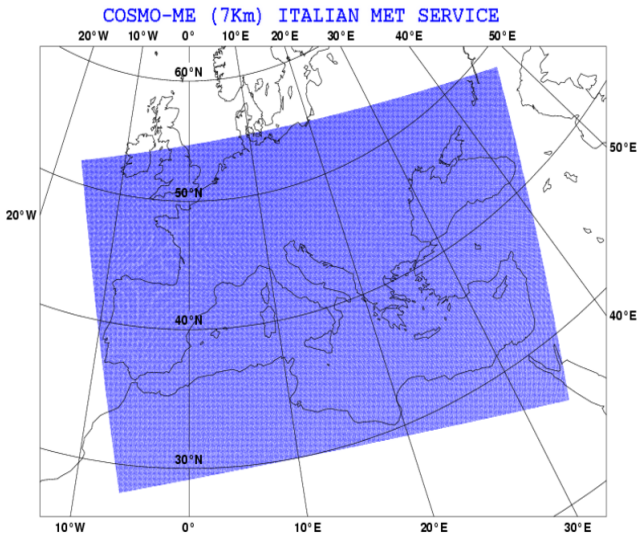 COSMO-ME (7Km) ITALIAN MET SERVICE
20°W 10°W 0° 10°E 20°E 30°E 40°E 50°E
60°N
50°E
50°N
20°W
40°E
40°N
30°N
10°W 0° 10°E 20°E 30°E